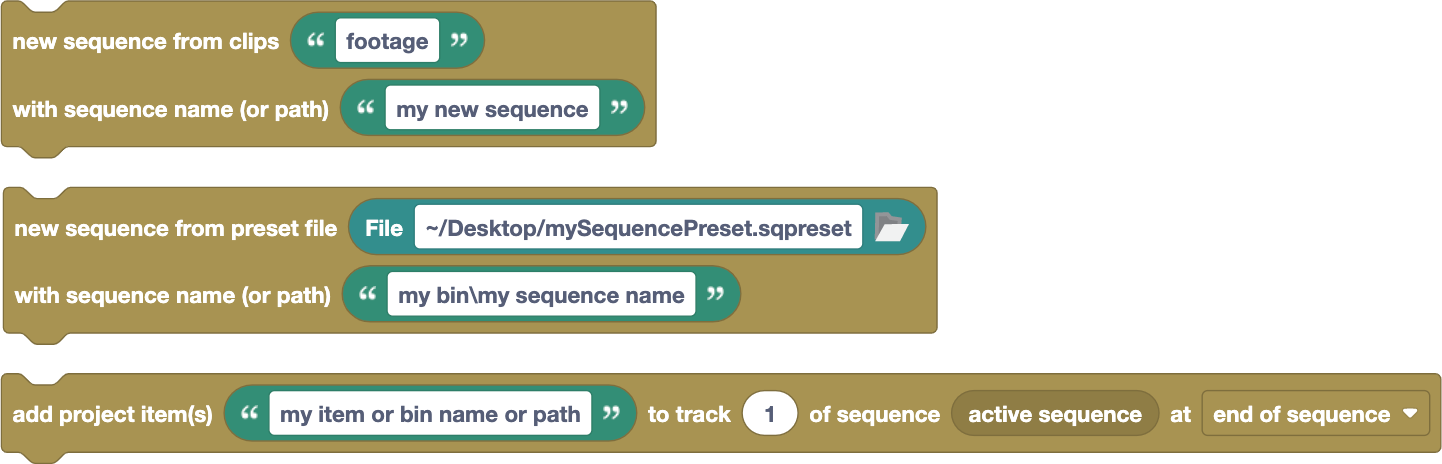 new sequence from clips “ footage ”
with sequence name (or path) “ my new sequence ”
new sequence from preset file File ~/Desktop/mySequencePreset.sqpreset
with sequence name (or path) “ my bin\my sequence name ”
add project item(s) “ my item or bin name or path ” to track 1 of sequence active sequence at end of sequence